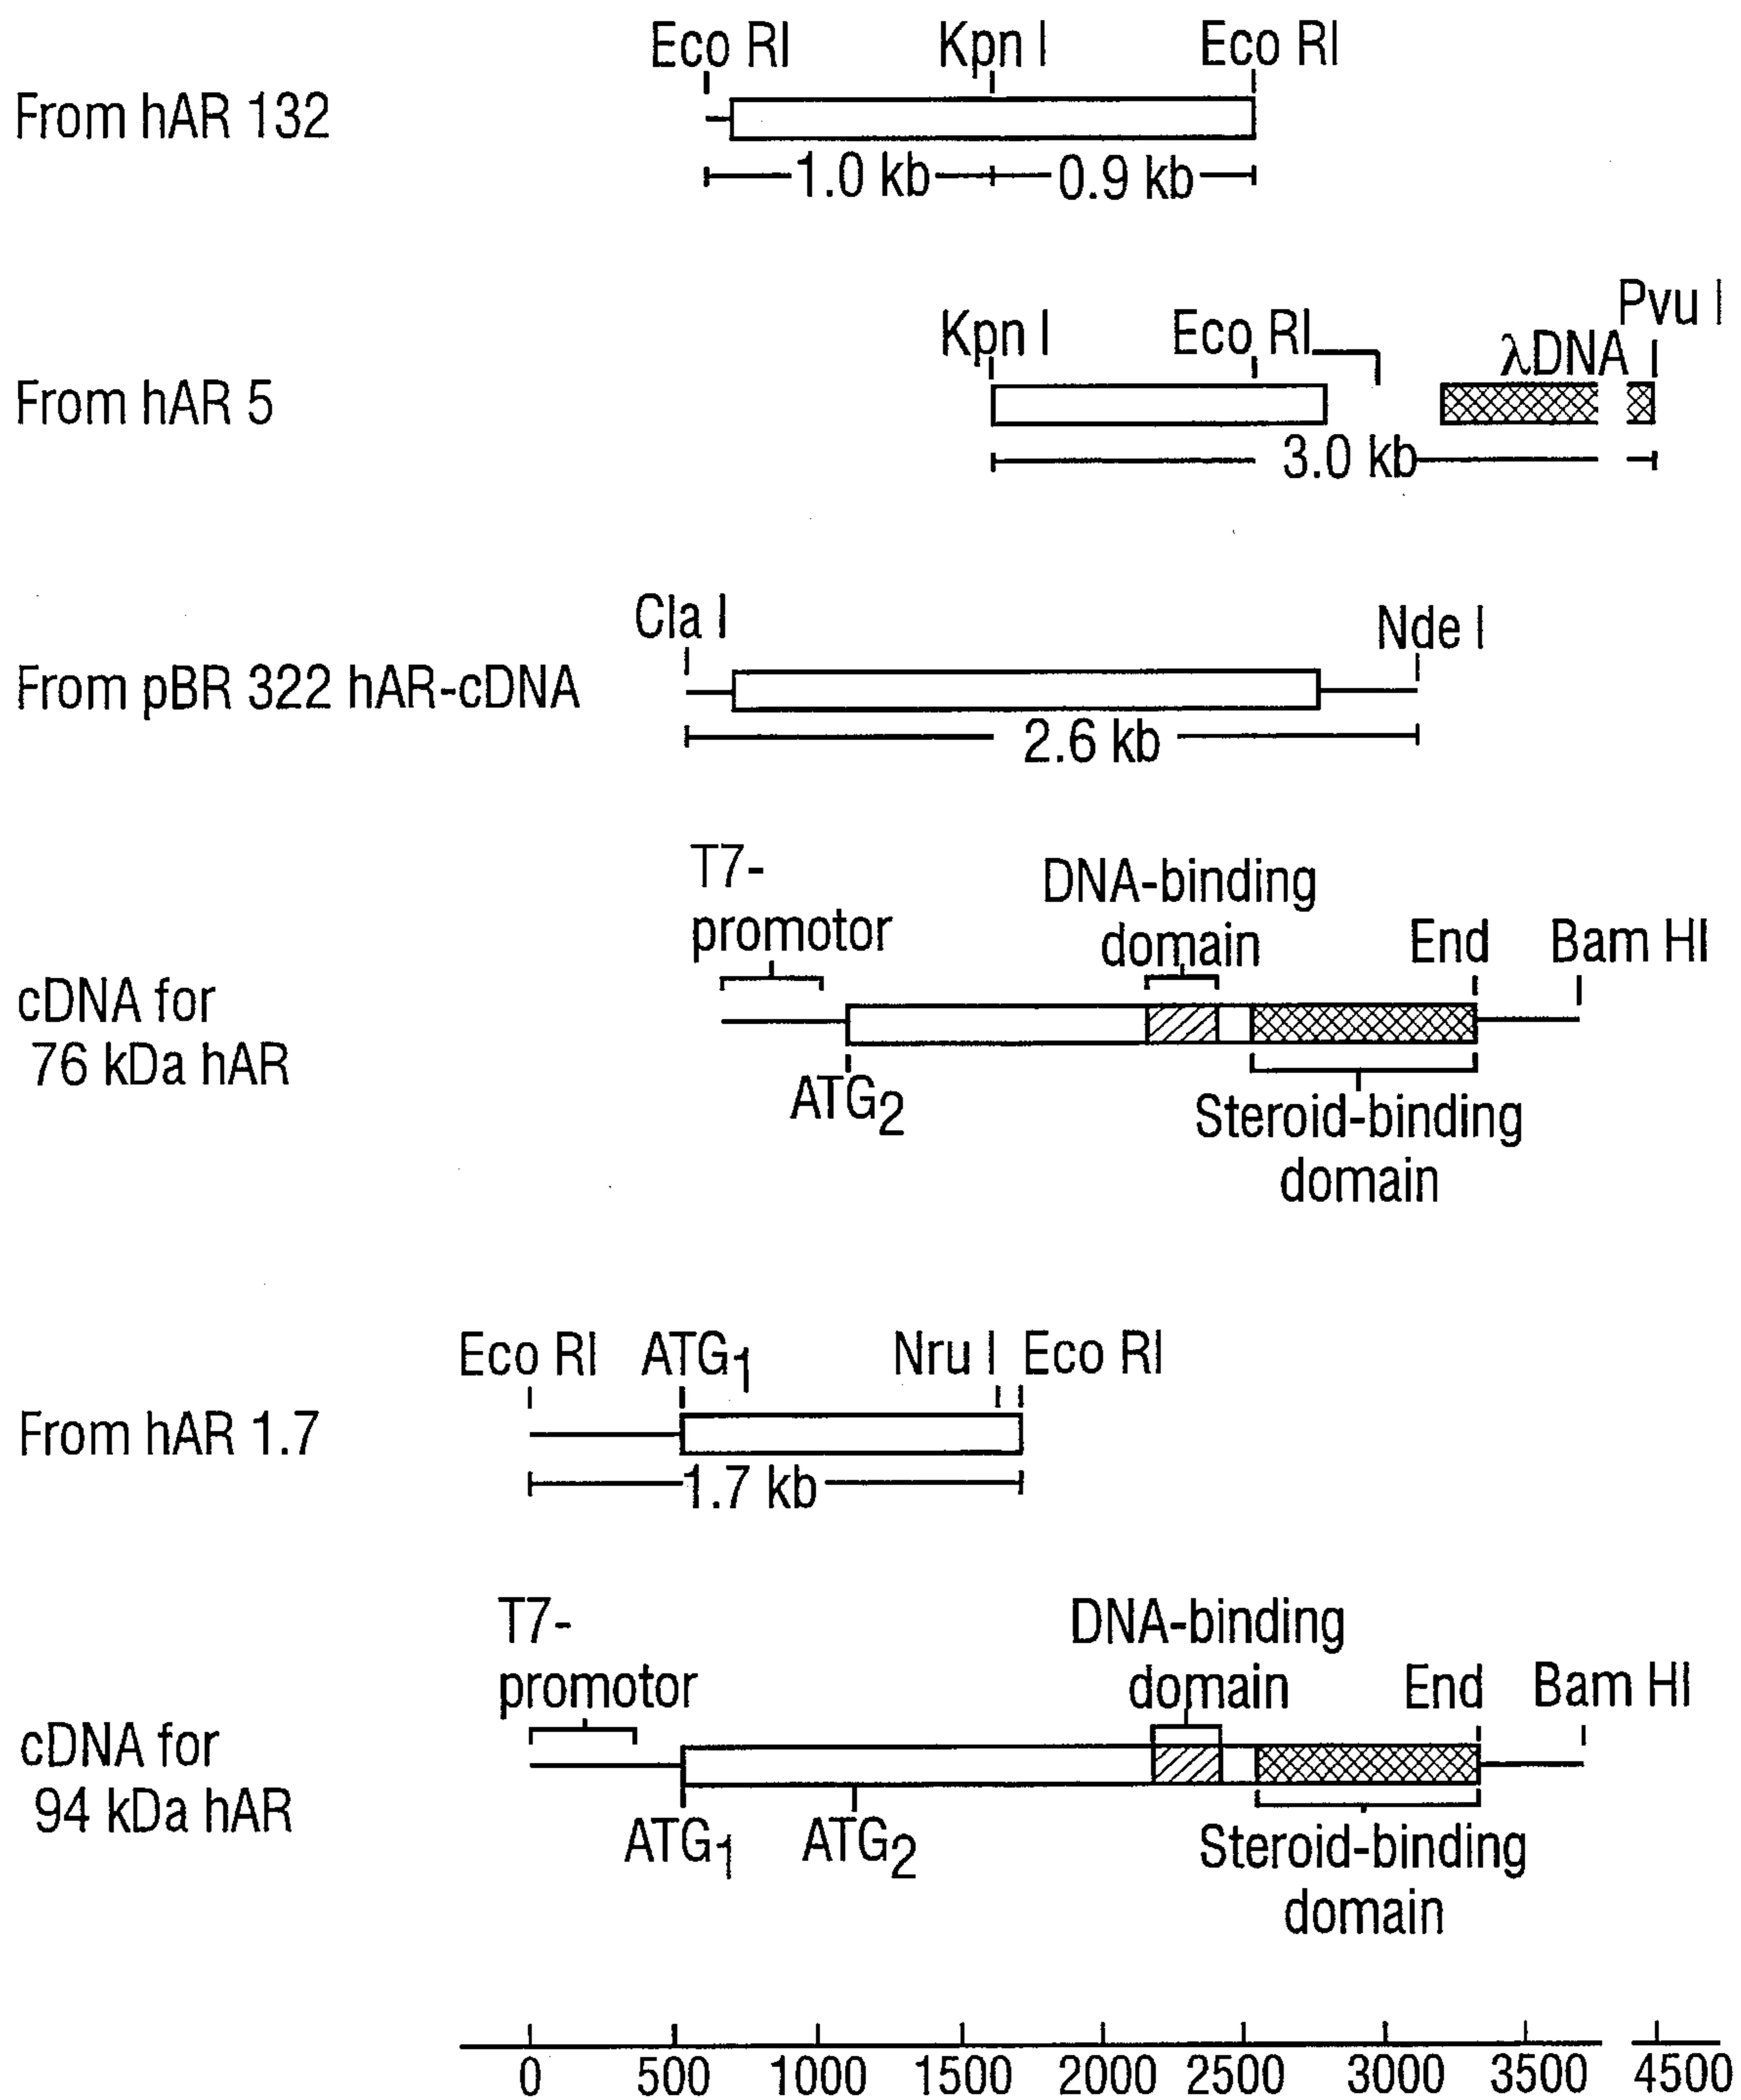 Eco RI Kpn I Eco RI
From hAR 132
1.0 kb 0.9 kb
Pvu I
Kpn I Eco RI λDNA
From hAR 5
3.0 kb
Cla I Nde I
From pBR 322 hAR-cDNA
2.6 kb
T7-
promotor
DNA-binding
domain
End Bam HI
cDNA for
76 kDa hAR
ATG2
Steroid-binding
domain
Eco RI ATG1 Nru I Eco RI
From hAR 1.7
1.7 kb
T7-
promotor
DNA-binding
domain
End Bam HI
cDNA for
94 kDa hAR
ATG1 ATG2
Steroid-binding
domain
0 500 1000 1500 2000 2500 3000 3500 4500